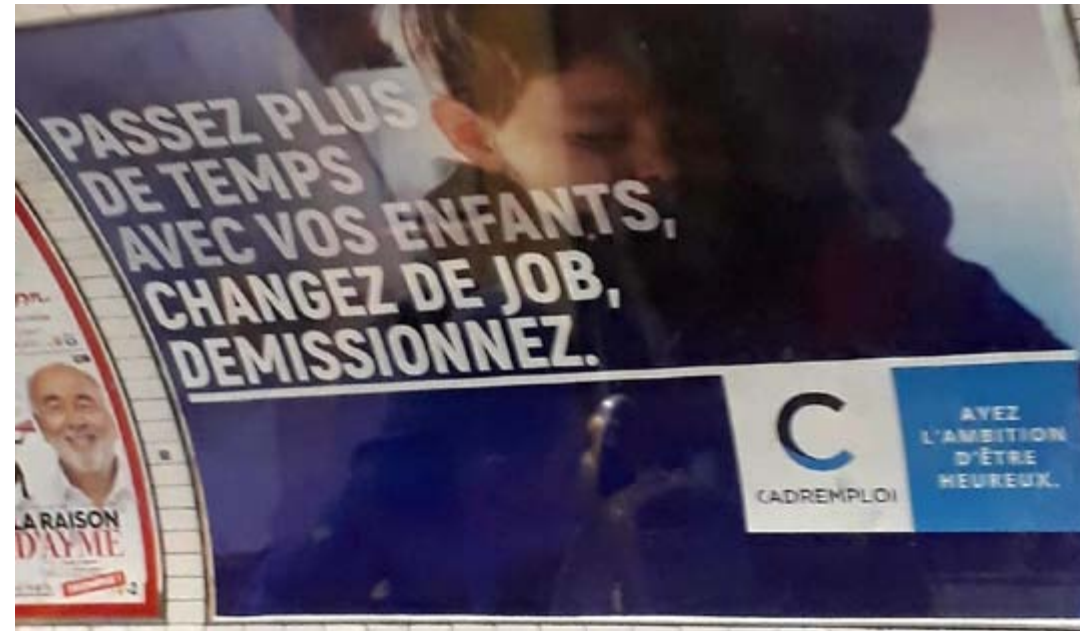 PASSEZ PLUS
DE TEMPS
AVEC VOS ENFANTS,
CHANGEZ DE JOB,
DEMISSIONNEZ.
CADREMPLOI
AYEZ
L'AMBITION
D'ÊTRE
HEUREUX.
LA RAISON
D'AYMÉ